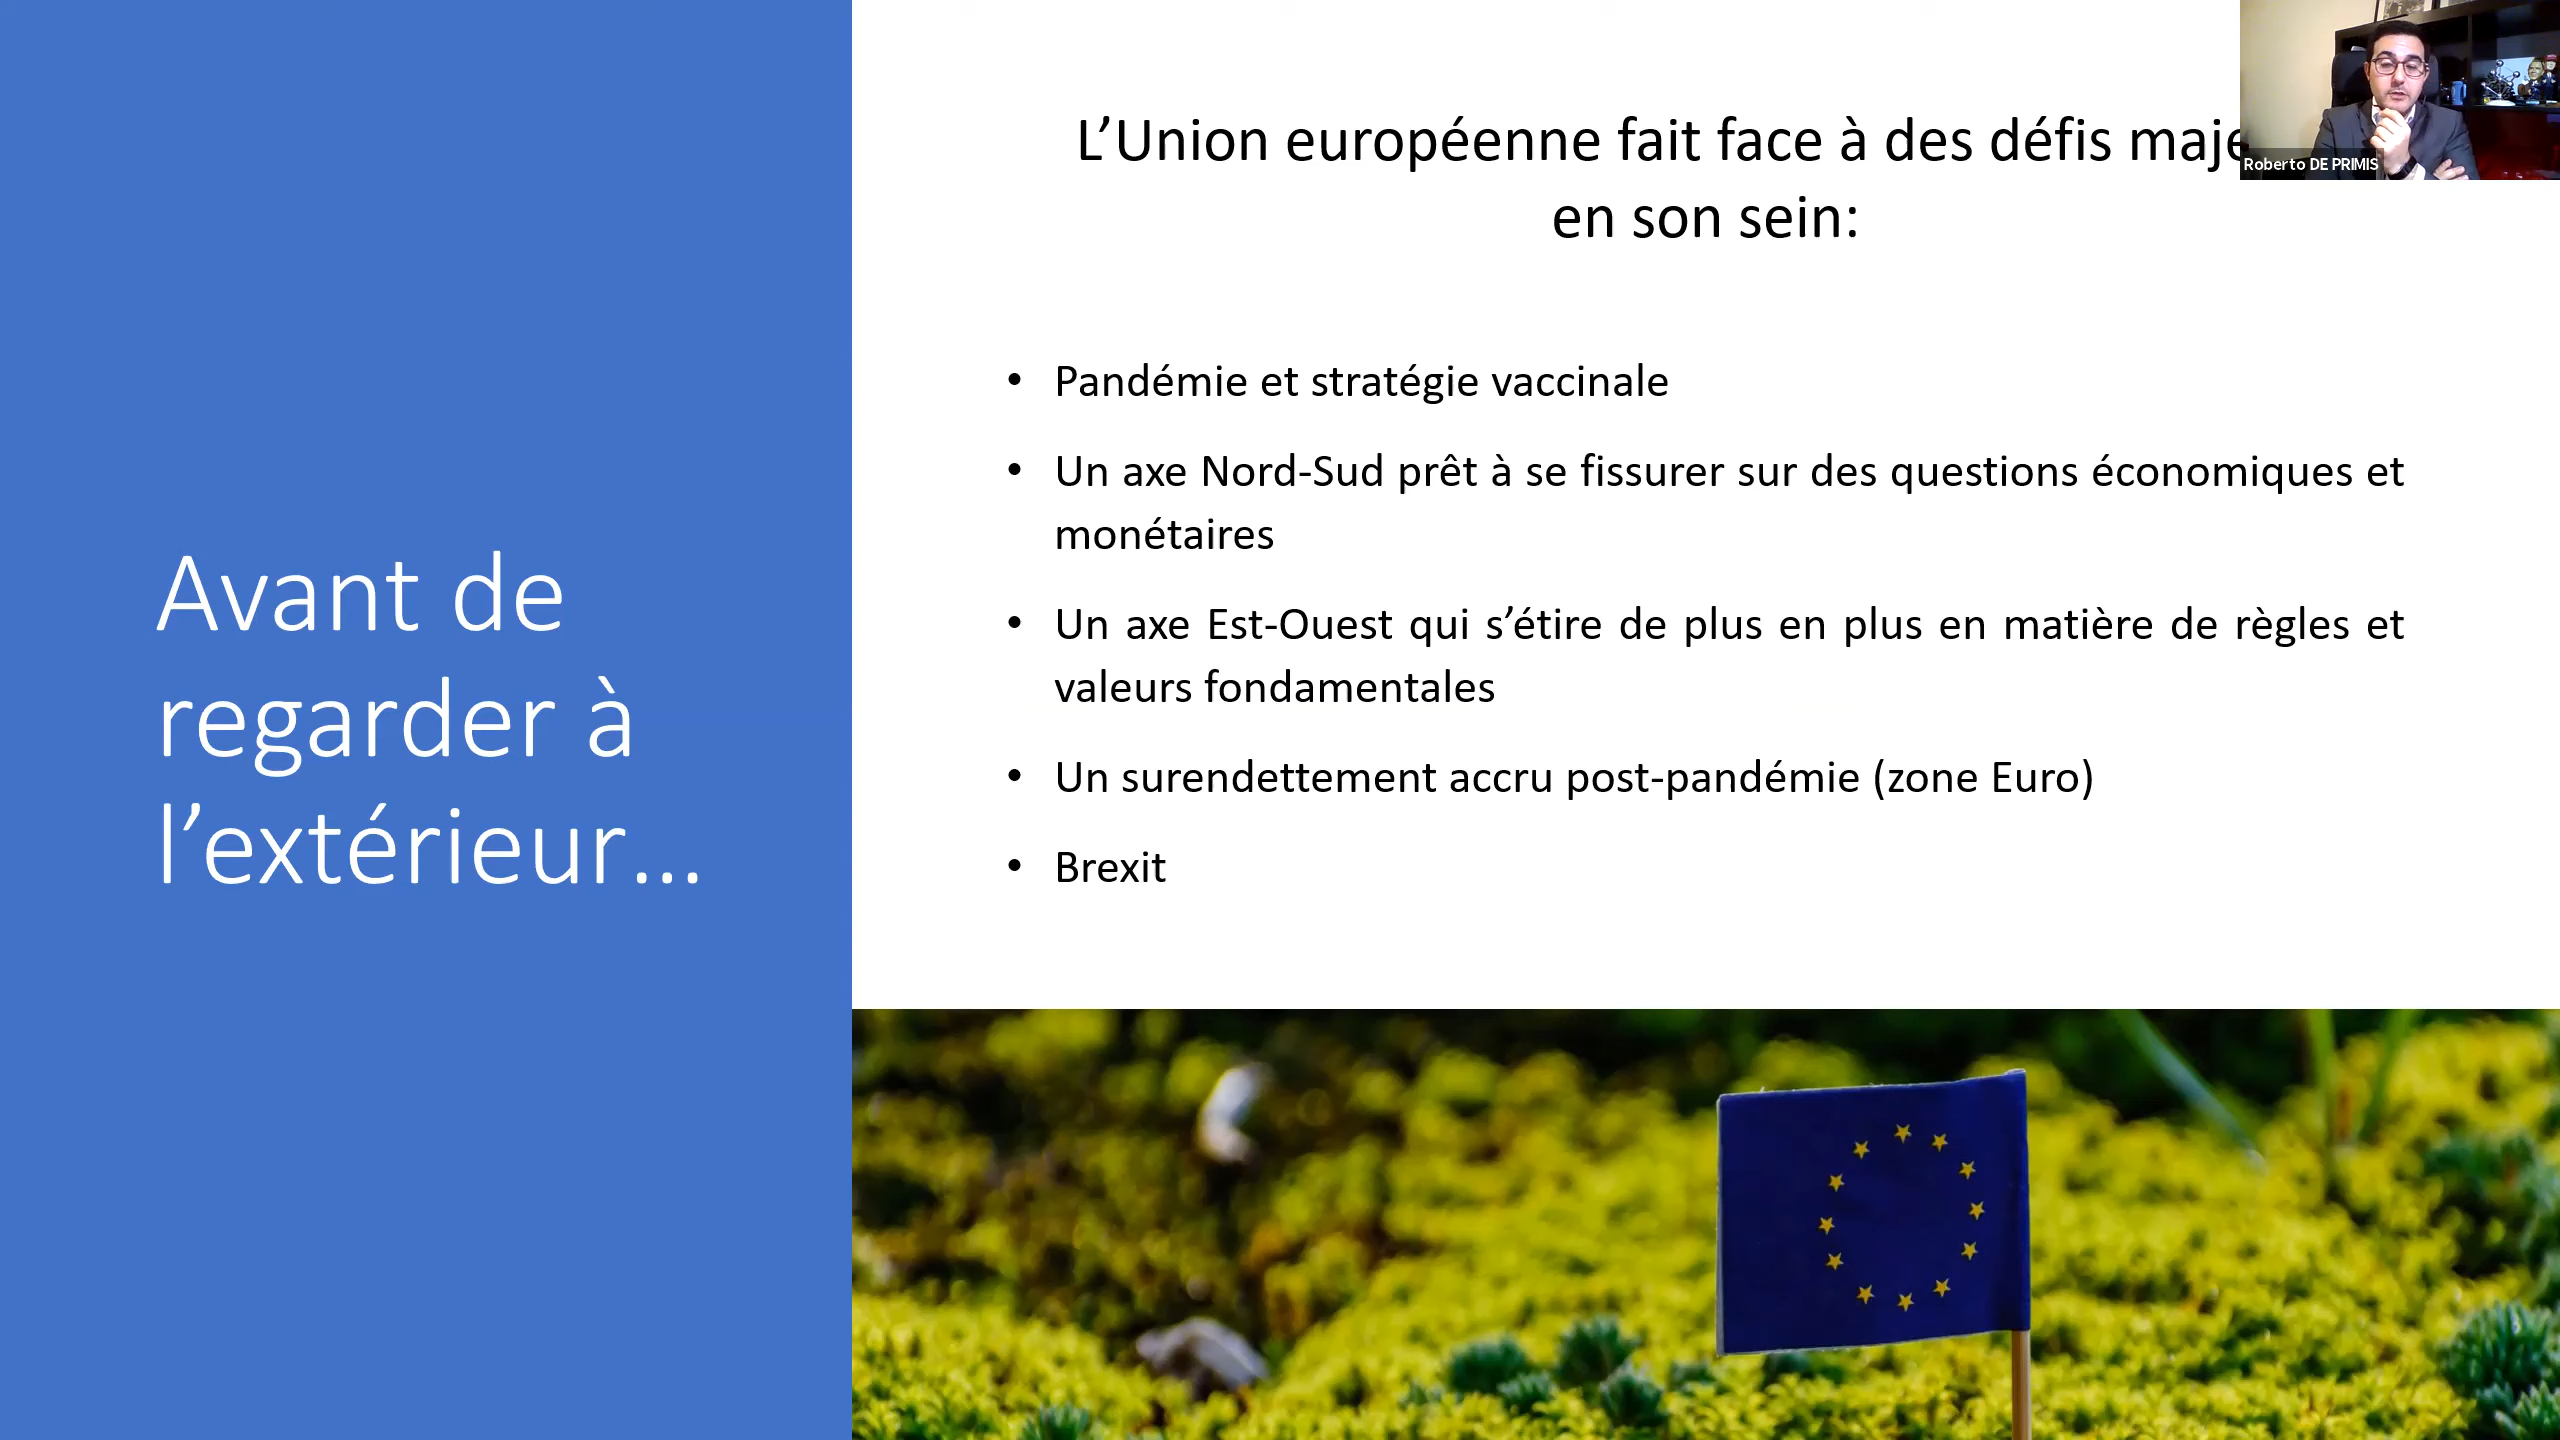 Avant de
regarder à
l’extérieur…
L’Union européenne fait face à des défis
en son sein:
• Pandémie et stratégie vaccinale
• Un axe Nord-Sud prêt à se fissurer sur des questions économiques et
monétaires
• Un axe Est-Ouest qui s’étire de plus en plus en matière de règles et
valeurs fondamentales
• Un surendettement accru post-pandémie (zone Euro)
• Brexit
Roberto DE PRIMIS